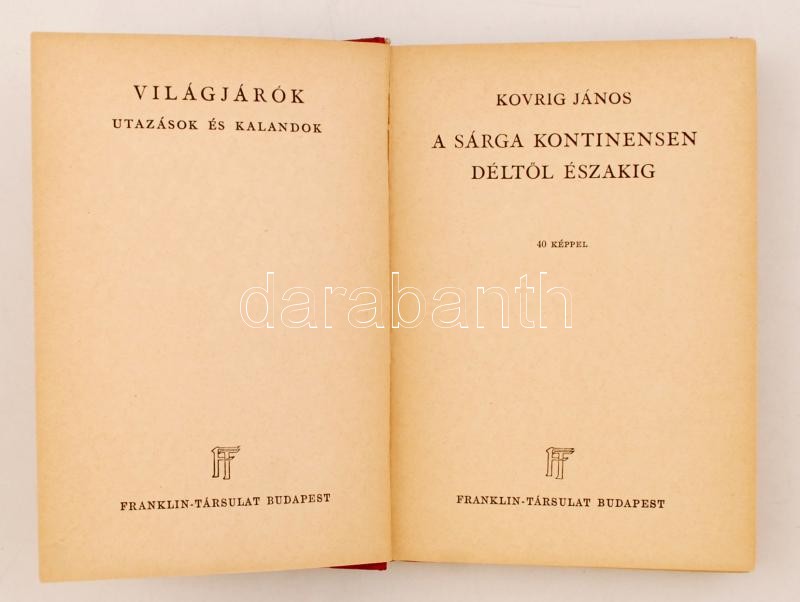 VILÁGJÁRÓK
UTAZÁSOK ÉS KALANDOK
FRANKLIN-TÁRSULAT BUDAPEST
KOVRIG JÁNOS
A SÁRGA KONTINENSEN
DÉLTŐL ÉSZAKIG
40 KÉPPEL
FRANKLIN-TÁRSULAT BUDAPEST
darabanth